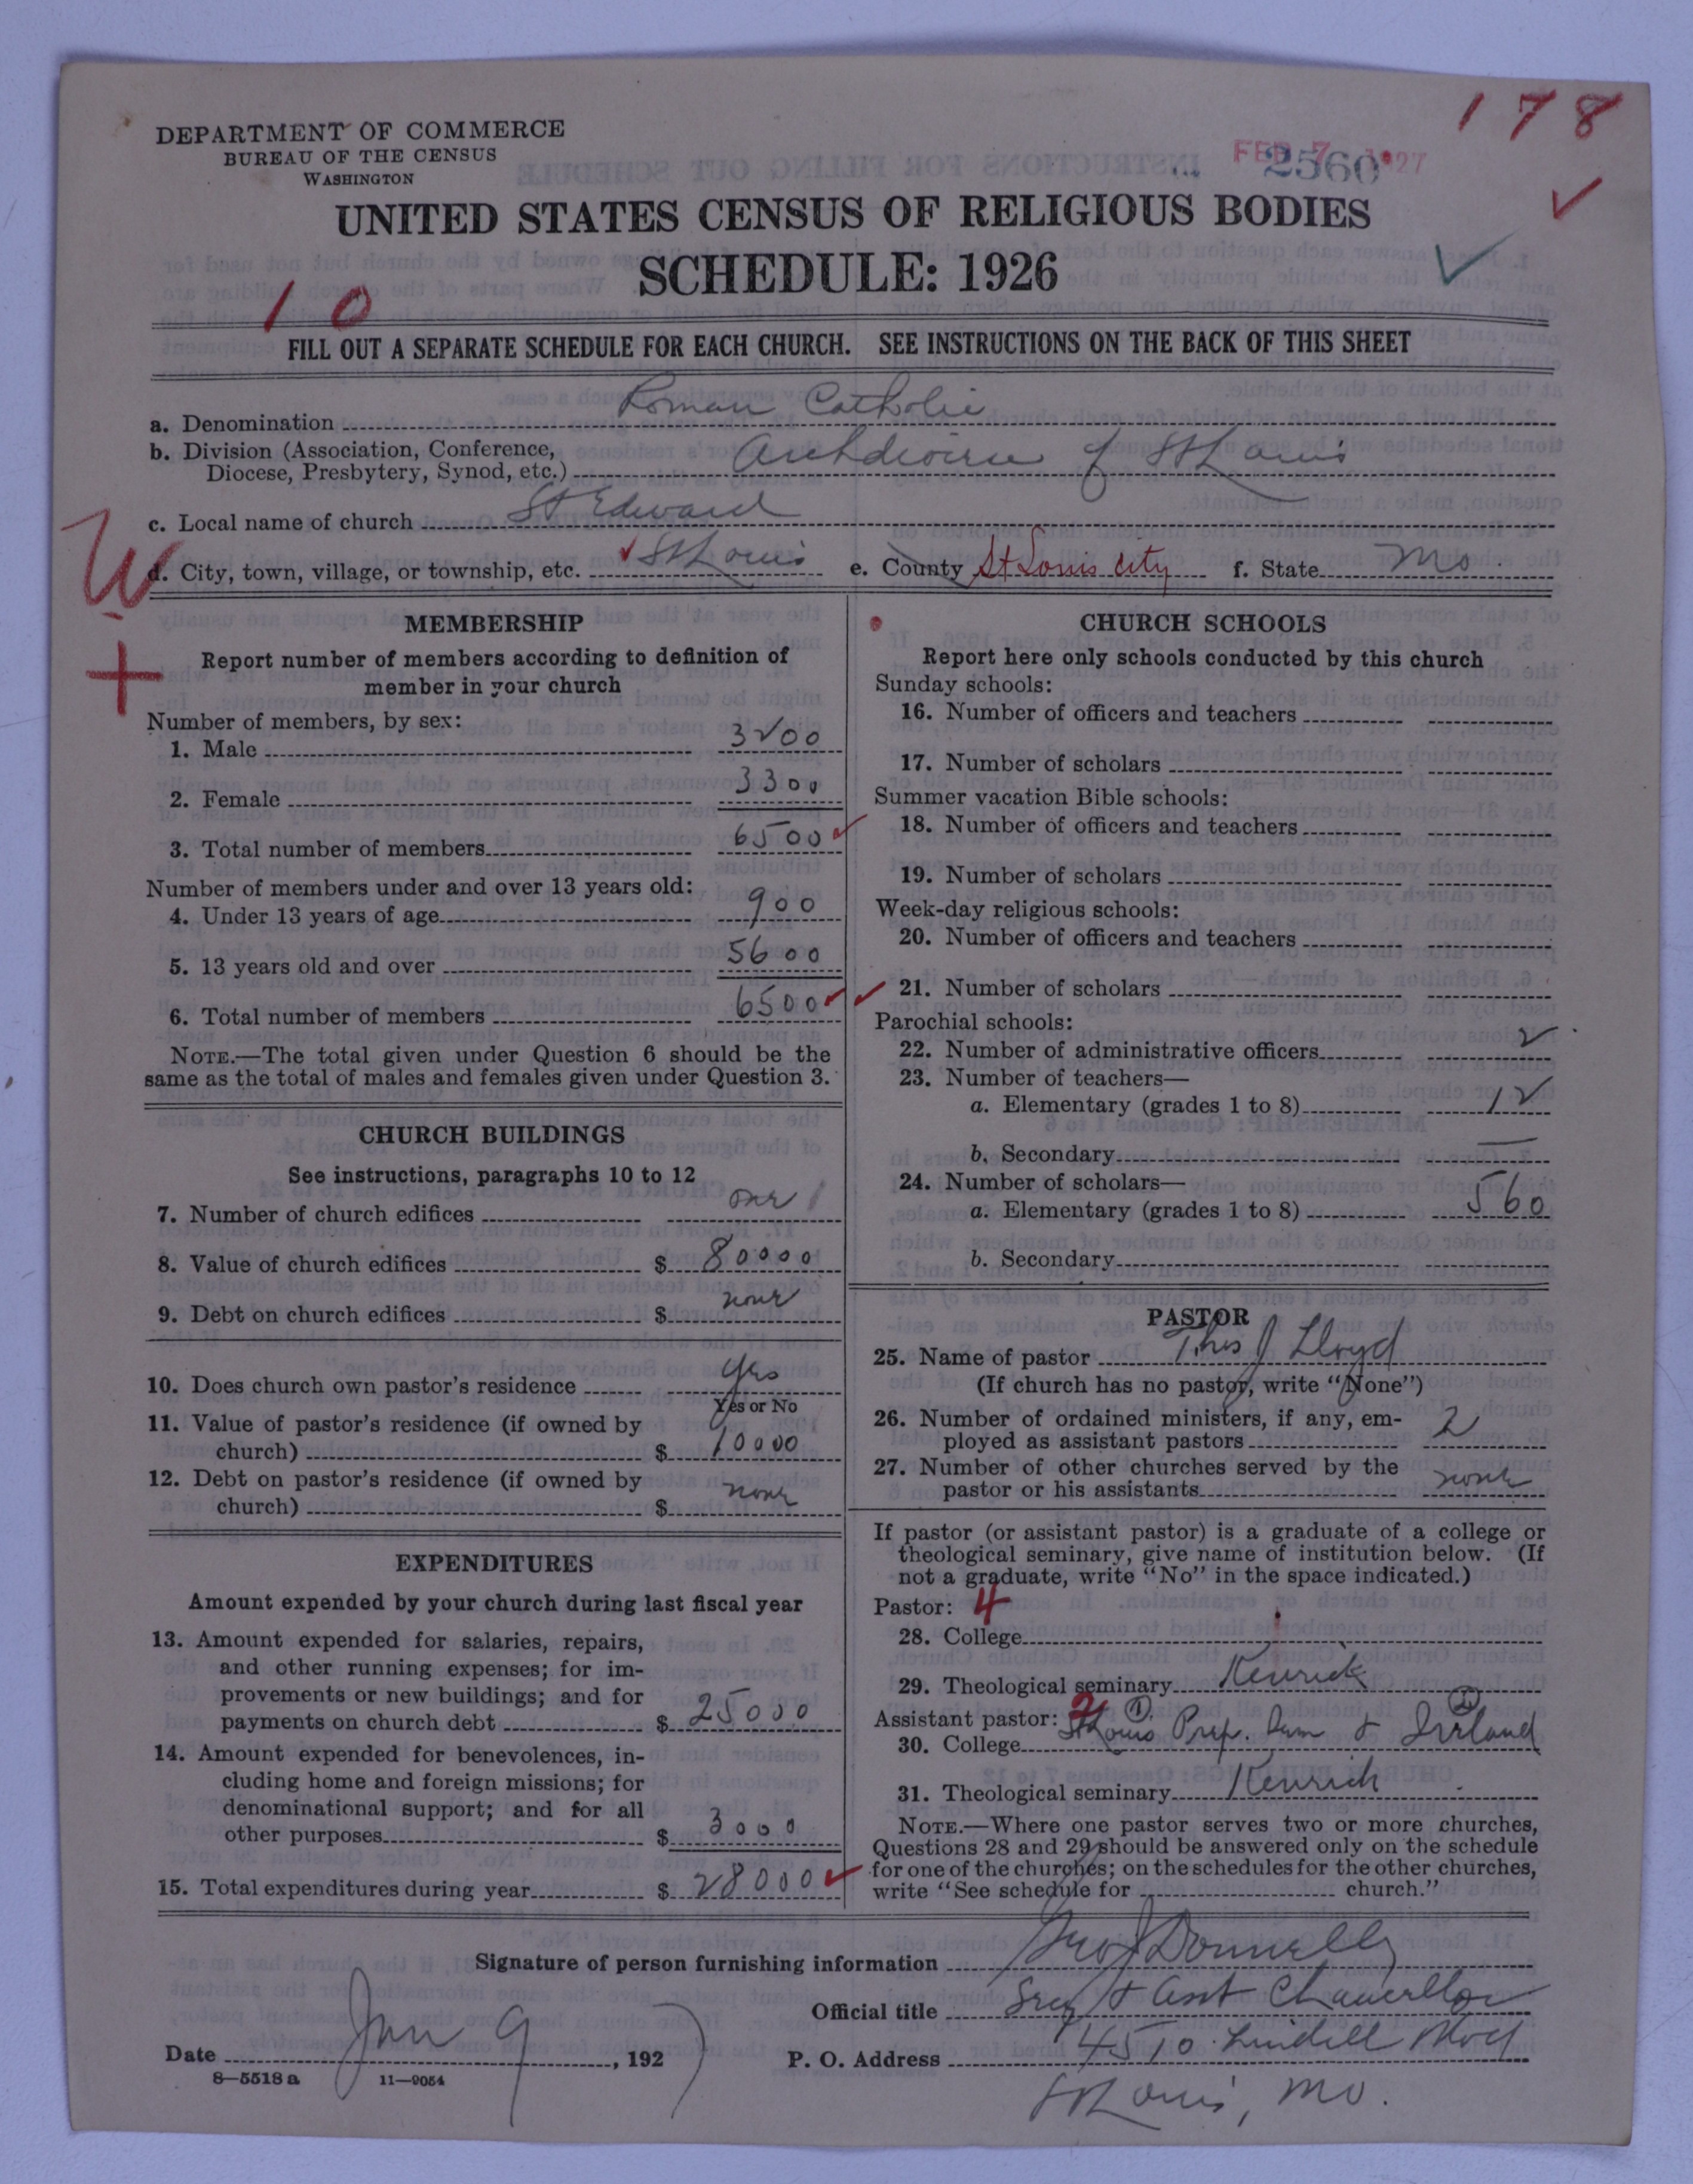 178
FEB 7 1927
2560
DEPARTMENT OF COMMERCE
BUREAU OF THE CENSUS
WASHINGTON
UNITED STATES CENSUS OF RELIGIOUS BODIES
SCHEDULE: 1926
10
FILL OUT A SEPARATE SCHEDULE FOR EACH CHURCH. SEE INSTRUCTIONS ON THE BACK OF THIS SHEET
a. Denomination Roman Catholic
b. Division (Association, Conference,
Diocese, Presbytery, Synod, etc.) Archdiocese of St Louis
c. Local name of church St Edward
W
d. City, town, village, or township, etc. St Louis e. County St Louis city f. State Mo
+
MEMBERSHIP
Report number of members according to definition of
member in your church
Number of members, by sex:
1. Male 3200
2. Female 3300
3. Total number of members 6500
Number of members under and over 13 years old:
4. Under 13 years of age 900
5. 13 years old and over 5600
6. Total number of members 6500
NOTE.—The total given under Question 6 should be the
same as the total of males and females given under Question 3.
CHURCH BUILDINGS
See instructions, paragraphs 10 to 12
7. Number of church edifices one 1
8. Value of church edifices $ 80000
9. Debt on church edifices $ none
10. Does church own pastor's residence yes
Yes or No
11. Value of pastor's residence (if owned by
church) $ 10000
12. Debt on pastor's residence (if owned by
church) $ none
EXPENDITURES
Amount expended by your church during last fiscal year
13. Amount expended for salaries, repairs,
and other running expenses; for im-
provements or new buildings; and for
payments on church debt $ 25000
14. Amount expended for benevolences, in-
cluding home and foreign missions; for
denominational support; and for all
other purposes $ 3000
15. Total expenditures during year $ 28000
CHURCH SCHOOLS
Report here only schools conducted by this church
Sunday schools:
16. Number of officers and teachers
17. Number of scholars
Summer vacation Bible schools:
18. Number of officers and teachers
19. Number of scholars
Week-day religious schools:
20. Number of officers and teachers
21. Number of scholars
Parochial schools:
22. Number of administrative officers 2
23. Number of teachers—
a. Elementary (grades 1 to 8) 12
b. Secondary —
24. Number of scholars—
a. Elementary (grades 1 to 8) 560
b. Secondary
PASTOR
25. Name of pastor Thos J Lloyd
(If church has no pastor, write "None")
26. Number of ordained ministers, if any, em-
ployed as assistant pastors 2
27. Number of other churches served by the
pastor or his assistants none
If pastor (or assistant pastor) is a graduate of a college or
theological seminary, give name of institution below. (If
not a graduate, write "No" in the space indicated.)
Pastor: 4
28. College
29. Theological seminary Kenrick
Assistant pastor: 2 ① ②
30. College St Louis Prep. Sem & Ireland
31. Theological seminary Kenrick
NOTE.—Where one pastor serves two or more churches,
Questions 28 and 29 should be answered only on the schedule
for one of the churches; on the schedules for the other churches,
write "See schedule for church."
Signature of person furnishing information Geo J Donnelly
Official title Secy & Asst Chancellor
Date Jan 9, 1927 P. O. Address 4510 Lindell Blvd
8—5518 a 11—9054
St Louis, Mo.